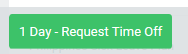 1 Day - Request Time Off